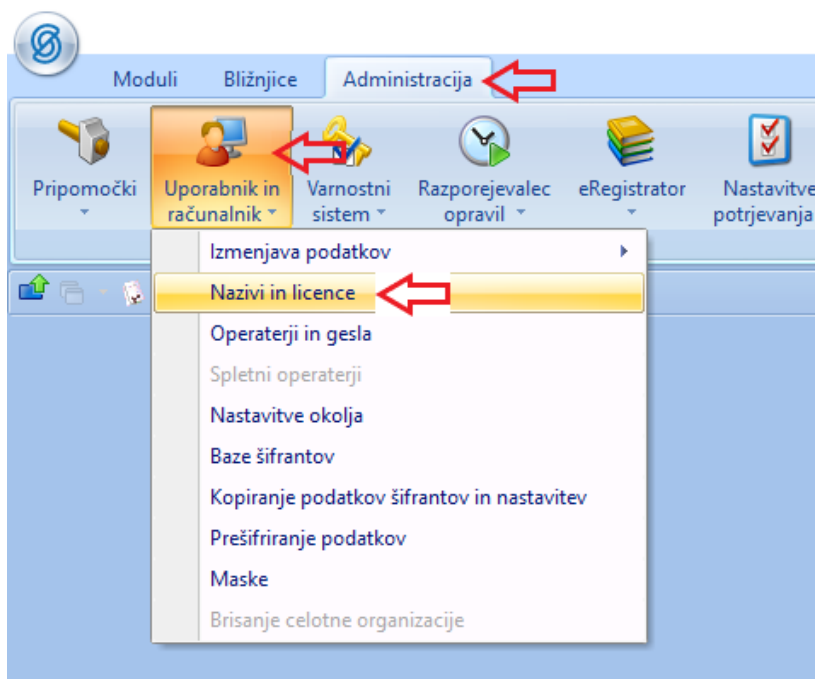 Moduli Bližnjice Administracija
Pripomočki Uporabnik in Varnostni Razporejevalec eRegistrator Nastavitve
računalnik sistem opravil potrjevanja
Izmenjava podatkov
Nazivi in licence
Operaterji in gesla
Spletni operaterji
Nastavitve okolja
Baze šifrantov
Kopiranje podatkov šifrantov in nastavitev
Prešifriranje podatkov
Maske
Brisanje celotne organizacije